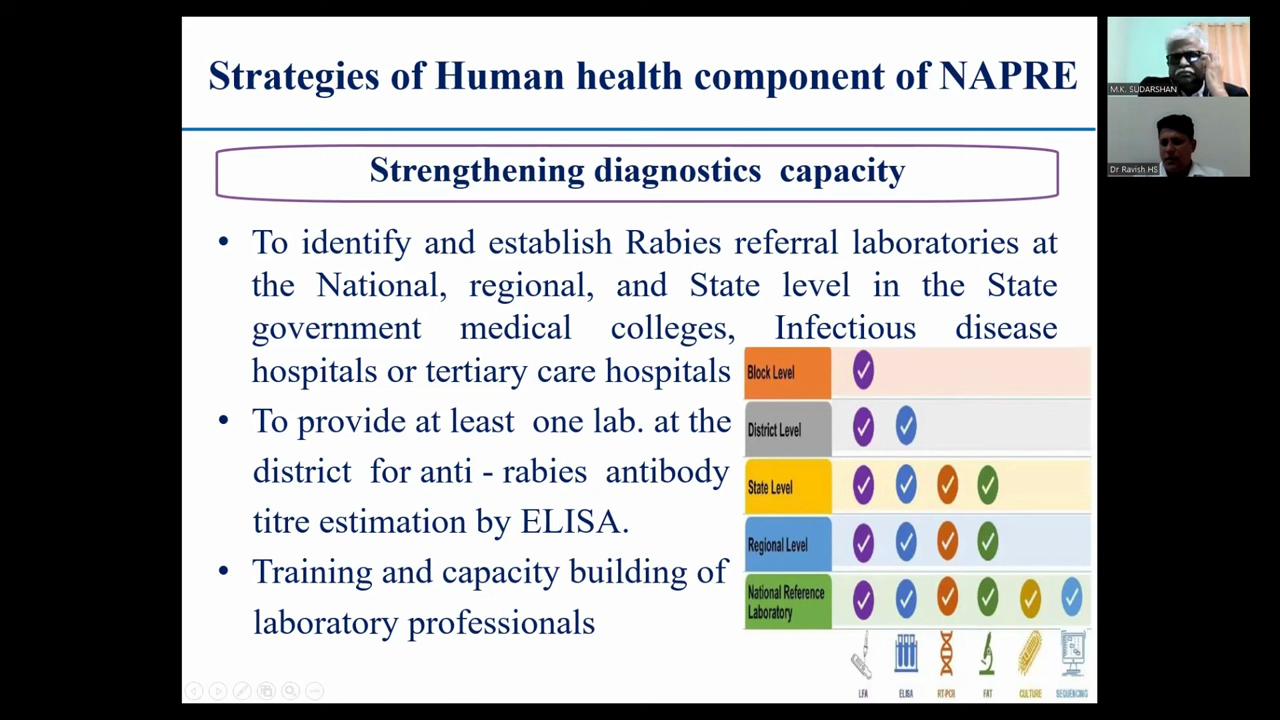 Strategies of Human health component of NAPRE
Strengthening diagnostics capacity
• To identify and establish Rabies referral laboratories at
the National, regional, and State level in the State
government medical colleges, Infectious disease
hospitals or tertiary care hospitals
• To provide at least one lab. at the
district for anti - rabies antibody
titre estimation by ELISA.
• Training and capacity building of
laboratory professionals
Block Level
District Level
State Level
Regional Level
National Reference
Laboratory
LFA ELISA RT-PCR FAT CULTURE SEQUENCING
M.K. SUDARSHAN
Dr Ravish HS